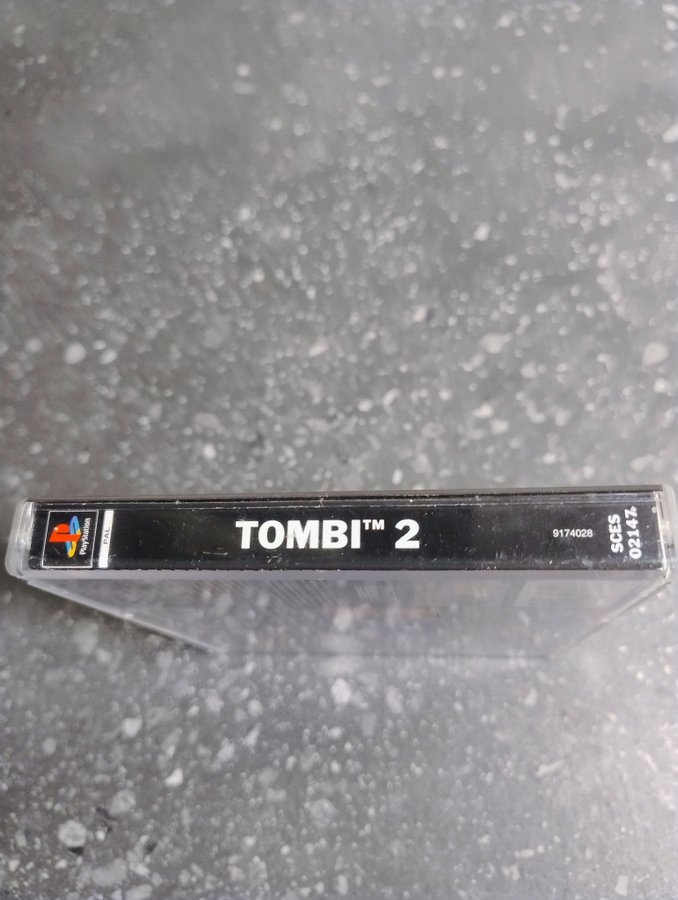 PlayStation
PAL
TOMBI™ 2
9174028
SCES
02147